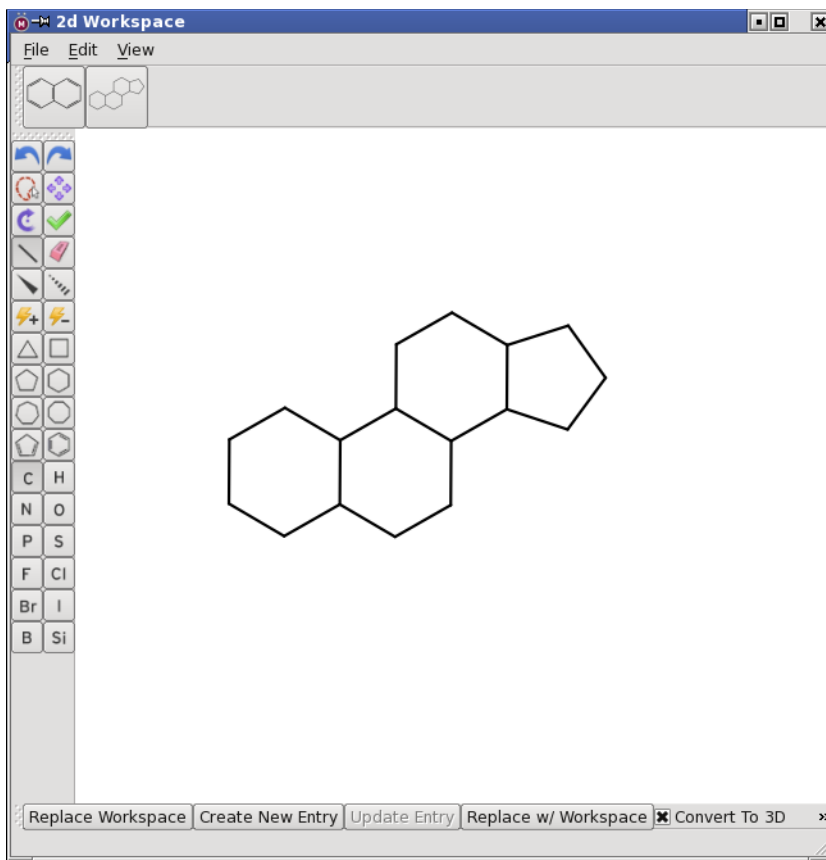 2d Workspace
File Edit View
+ −
C H
N O
P S
F Cl
Br I
B Si
Replace Workspace Create New Entry Update Entry Replace w/ Workspace Convert To 3D »